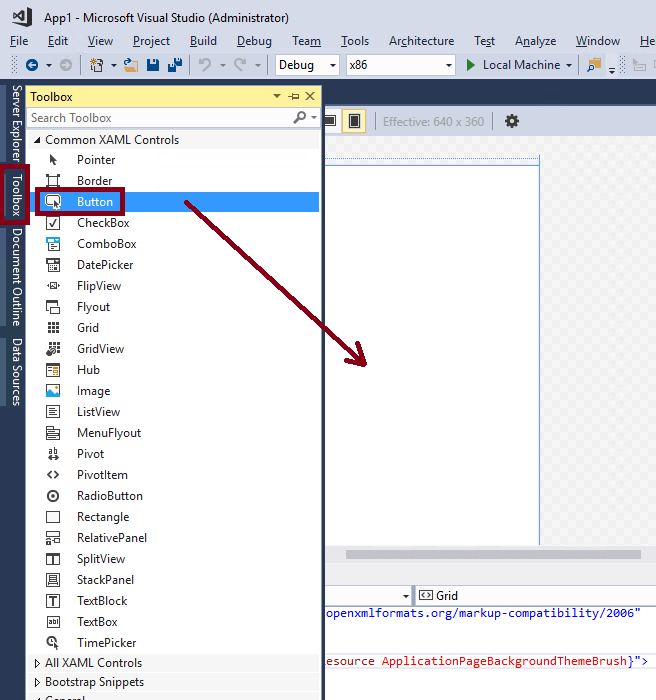 App1 - Microsoft Visual Studio (Administrator)
File Edit View Project Build Debug Team Tools Architecture Test Analyze Window He
Debug x86 Local Machine
Server Explorer
Toolbox
Document Outline
Data Sources
Toolbox
Search Toolbox
Effective: 640 x 360
Common XAML Controls
Pointer
Border
Button
CheckBox
ComboBox
DatePicker
FlipView
Flyout
Grid
GridView
Hub
Image
ListView
MenuFlyout
Pivot
PivotItem
RadioButton
Rectangle
RelativePanel
SplitView
StackPanel
TextBlock
TextBox
TimePicker
All XAML Controls
Bootstrap Snippets
General
Grid
openxmlformats.org/markup-compatibility/2006"
esource ApplicationPageBackgroundThemeBrush}">